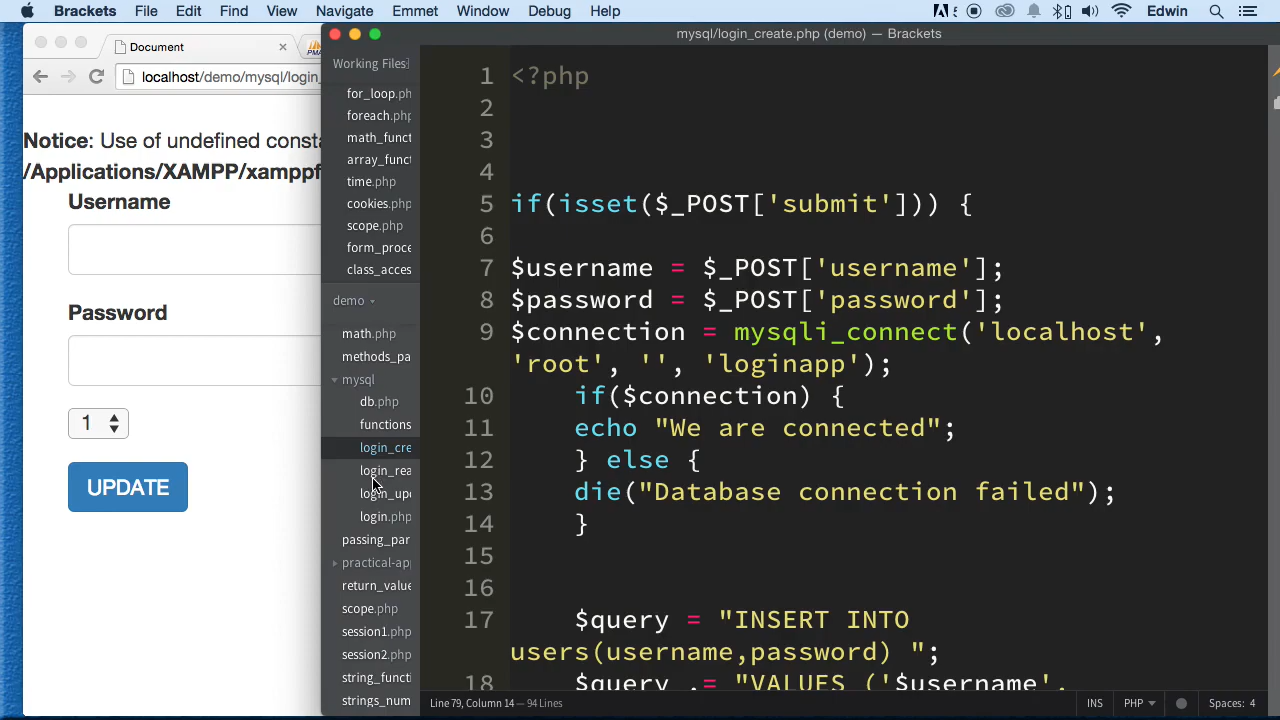 Brackets File Edit Find View Navigate Emmet Window Debug Help Edwin
mysql/login_create.php (demo) — Brackets
Document
localhost/demo/mysql/login_
Notice: Use of undefined consta
/Applications/XAMPP/xamppf
Username
Password
1
UPDATE
Working Files
for_loop.ph
foreach.php
math_funct
array_funct
time.php
cookies.php
scope.php
form_proce
class_acces
demo
math.php
methods_pa
mysql
db.php
functions
login_cre
login_rea
login_upd
login.php
passing_par
practical-ap
return_value
scope.php
session1.php
session2.php
string_functi
strings_num
1 <?php
2
3
4
5 if(isset($_POST['submit'])) {
6
7 $username = $_POST['username'];
8 $password = $_POST['password'];
9 $connection = mysqli_connect('localhost',
'root', '', 'loginapp');
10 if($connection) {
11 echo "We are connected";
12 } else {
13 die("Database connection failed");
14 }
15
16
17 $query = "INSERT INTO
users(username,password) ";
18 $query .= "VALUES ('$username',
Line 79, Column 14 — 94 Lines
INS PHP Spaces: 4